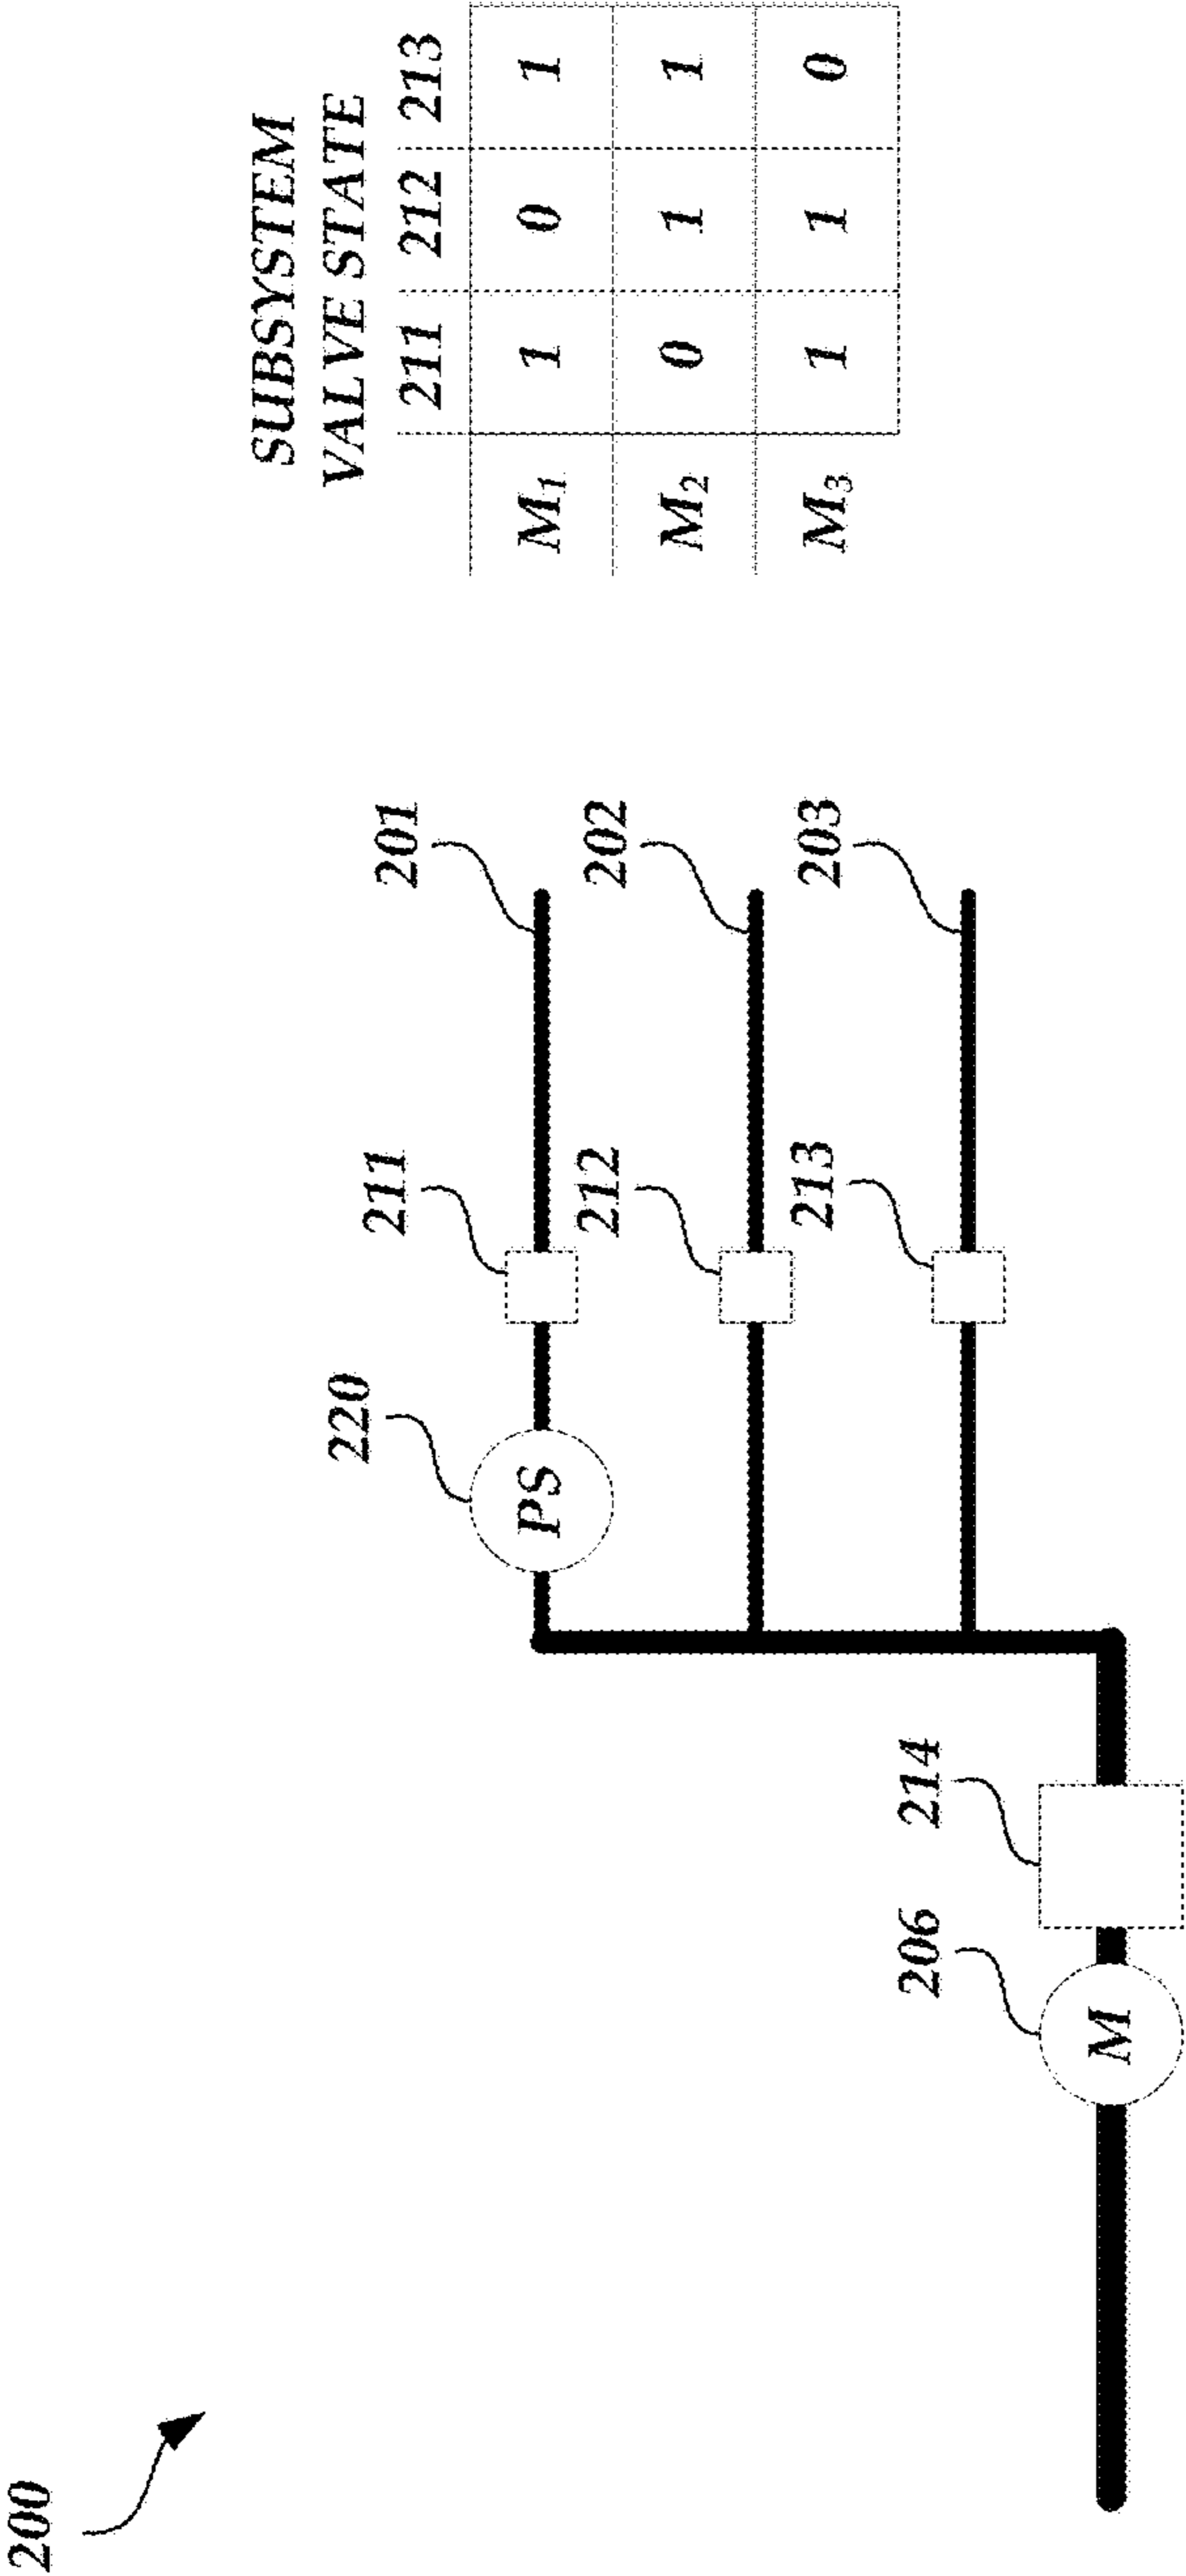 200
SUBSYSTEM
VALVE STATE
211 212 213
M₁ 1 0 1
M₂ 0 1 1
M₃ 1 1 0
220
211
201
PS
212
202
213
203
206
214
M